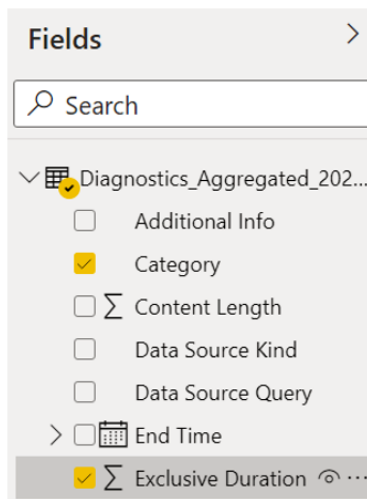 Fields
Search
Diagnostics_Aggregated_202...
Additional Info
Category
Content Length
Data Source Kind
Data Source Query
End Time
Exclusive Duration